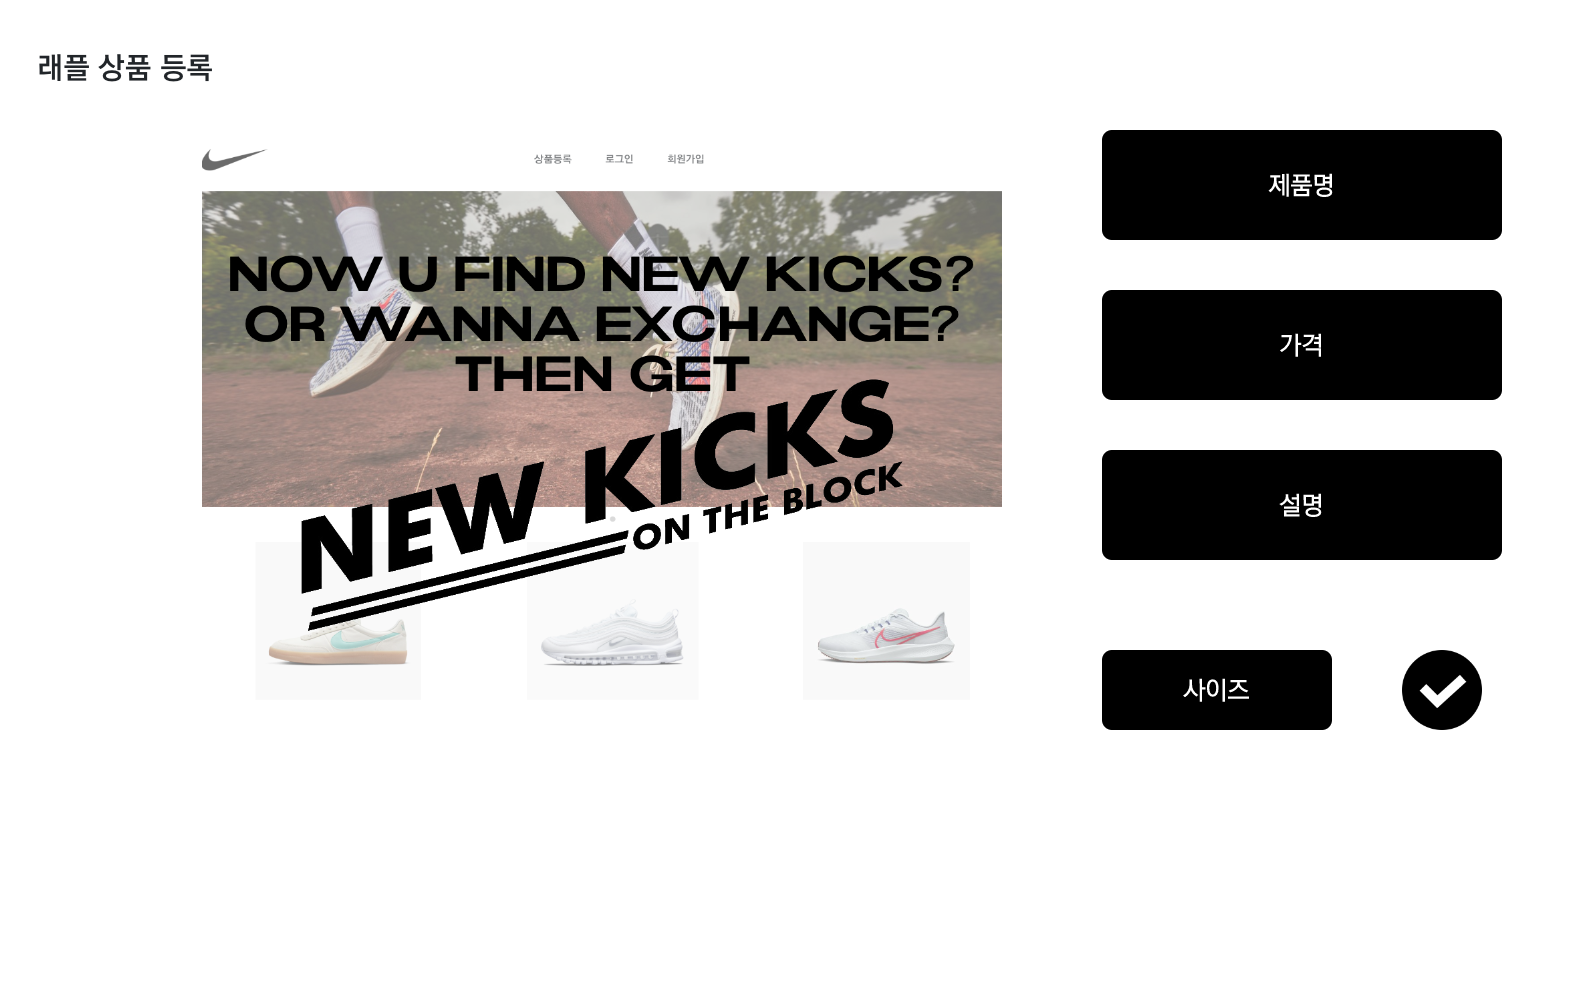 래플 상품 등록
상품등록 로그인 회원가입
NOW U FIND NEW KICKS?
OR WANNA EXCHANGE?
THEN GET
NEW KICKS
ON THE BLOCK
제품명
가격
설명
사이즈